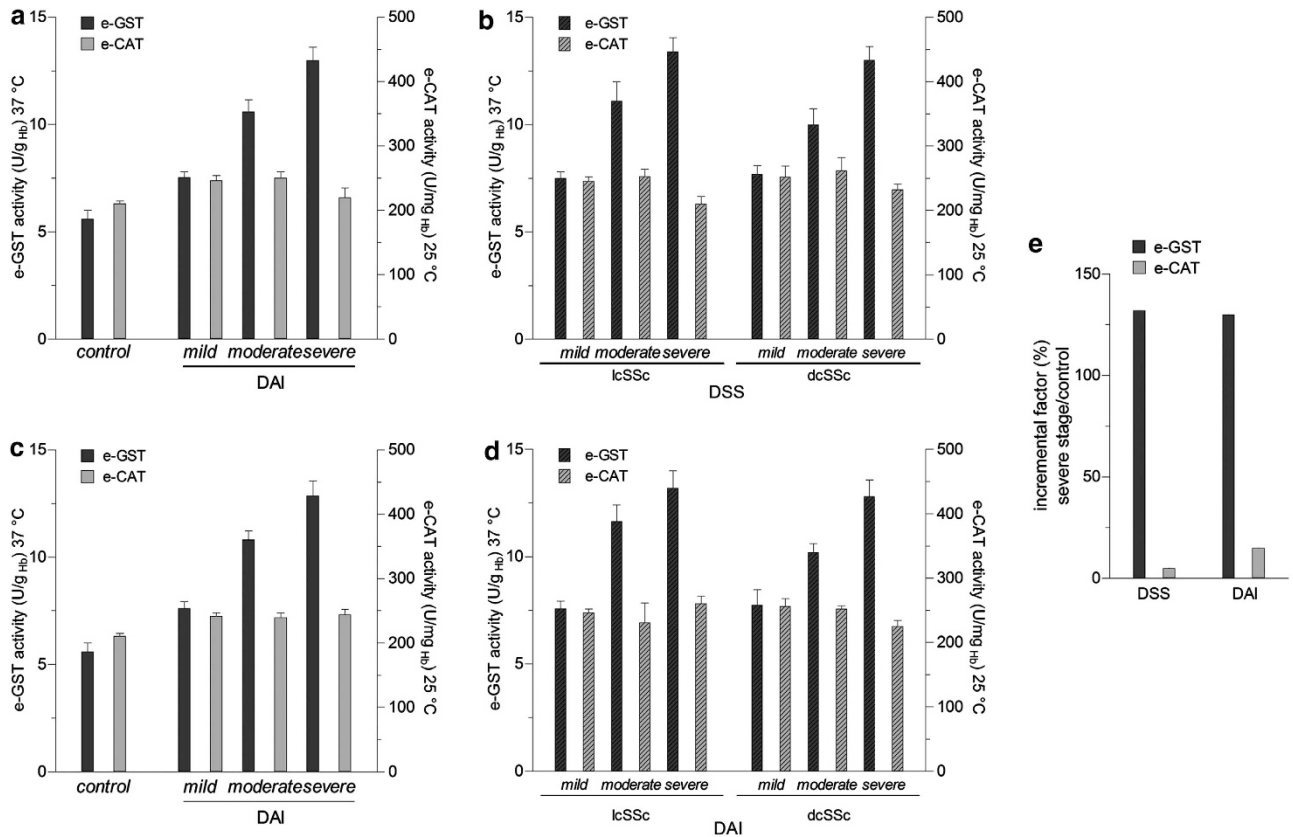 a
e-GST
e-CAT
15
10
5
0
e-GST activity (U/g Hb) 37 °C
500
400
300
200
100
0
e-CAT activity (U/mg Hb) 25 °C
control
mild moderate severe
DAI
b
e-GST
e-CAT
15
10
5
0
e-GST activity (U/g Hb) 37 °C
500
400
300
200
100
0
e-CAT activity (U/mg Hb) 25 °C
mild moderate severe mild moderate severe
lcSSc dcSSc
DSS
c
e-GST
e-CAT
15
10
5
0
e-GST activity (U/g Hb) 37 °C
500
400
300
200
100
0
e-CAT activity (U/mg Hb) 25 °C
control
mild moderate severe
DAI
d
e-GST
e-CAT
15
10
5
0
e-GST activity (U/g Hb) 37 °C
500
400
300
200
100
0
e-CAT activity (U/mg Hb) 25 °C
mild moderate severe mild moderate severe
lcSSc dcSSc
DAI
e
e-GST
e-CAT
150
100
50
0
incremental factor (%)
severe stage/control
DSS DAI